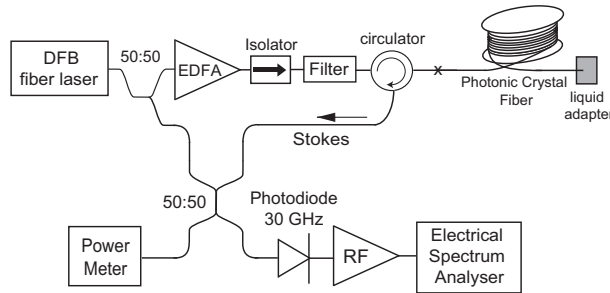 DFB
fiber laser
50:50
EDFA
Isolator
Filter
circulator
Photonic Crystal
Fiber
liquid
adapter
Stokes
50:50
Photodiode
30 GHz
Power
Meter
RF
Electrical
Spectrum
Analyser